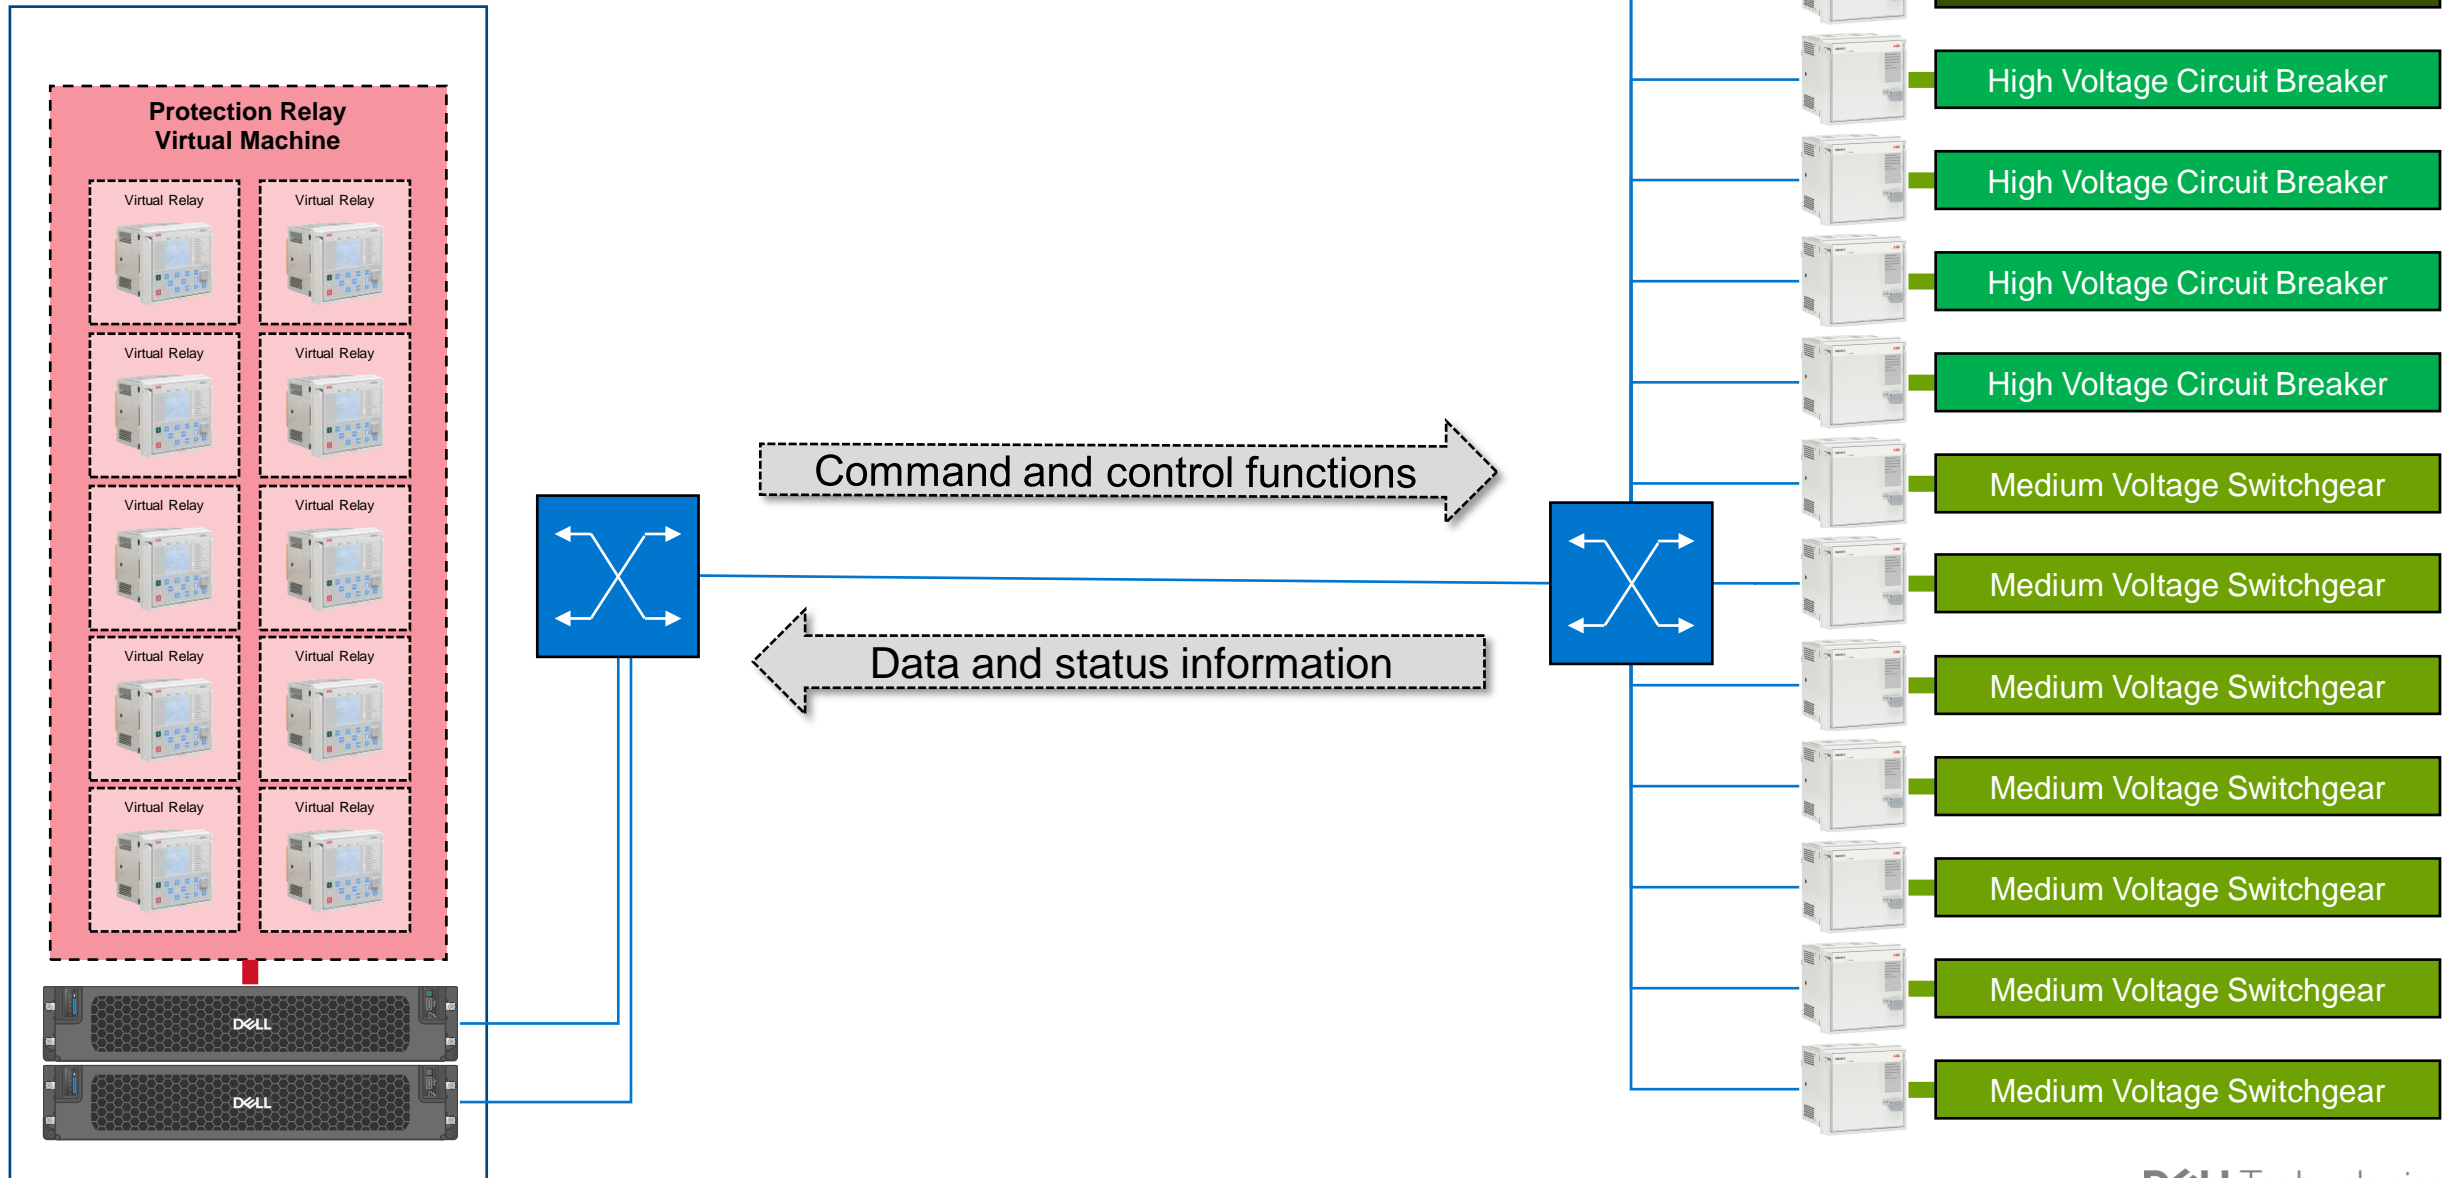 Protection Relay
Virtual Machine
Virtual Relay
Virtual Relay
Virtual Relay
Virtual Relay
Virtual Relay
Virtual Relay
Virtual Relay
Virtual Relay
Virtual Relay
Virtual Relay
DELL
DELL
Command and control functions
Data and status information
High Voltage Circuit Breaker
High Voltage Circuit Breaker
High Voltage Circuit Breaker
High Voltage Circuit Breaker
Medium Voltage Switchgear
Medium Voltage Switchgear
Medium Voltage Switchgear
Medium Voltage Switchgear
Medium Voltage Switchgear
Medium Voltage Switchgear
Medium Voltage Switchgear